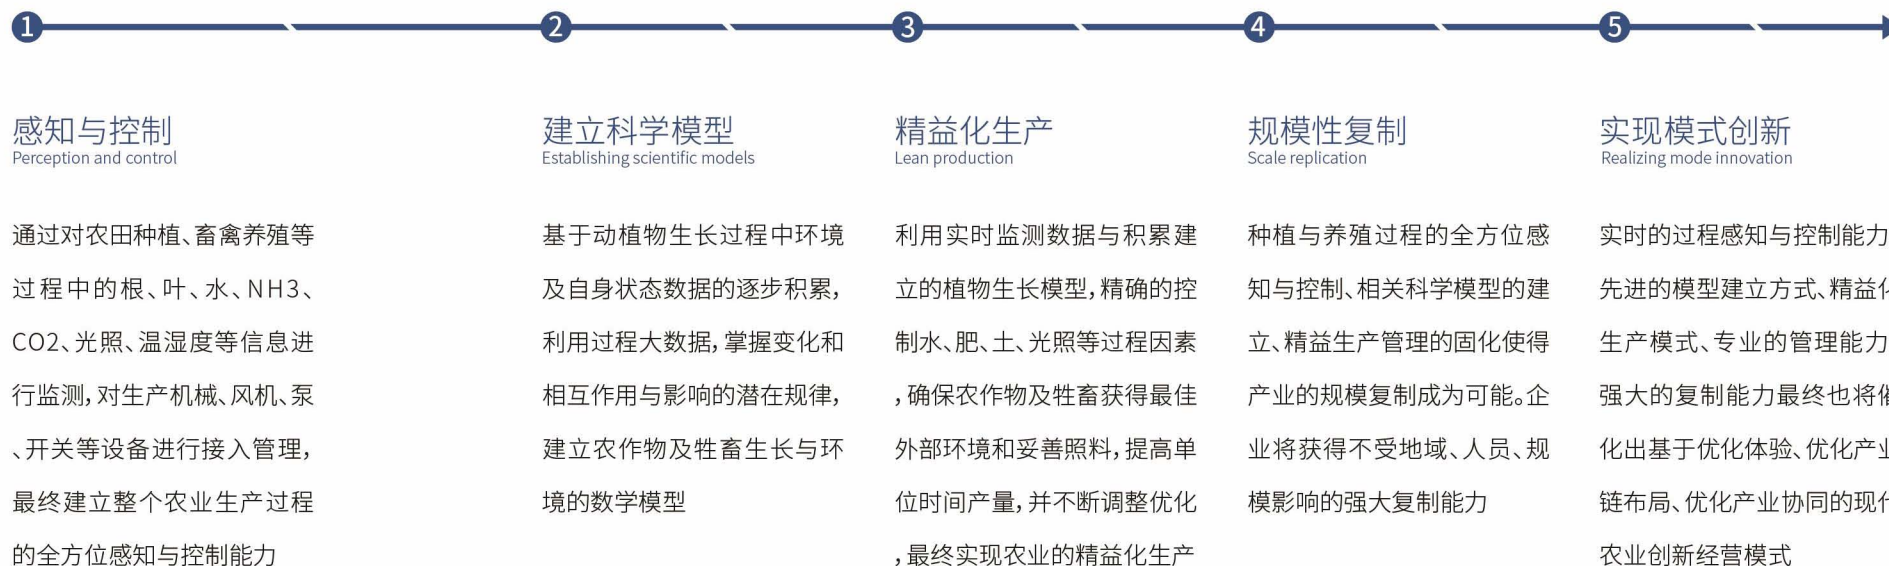 1
2
3
4
5
感知与控制
Perception and control
通过对农田种植、畜禽养殖等
过程中的根、叶、水、NH3、
CO2、光照、温湿度等信息进
行监测,对生产机械、风机、泵
、开关等设备进行接入管理,
最终建立整个农业生产过程
的全方位感知与控制能力
建立科学模型
Establishing scientific models
基于动植物生长过程中环境
及自身状态数据的逐步积累,
利用过程大数据,掌握变化和
相互作用与影响的潜在规律,
建立农作物及牲畜生长与环
境的数学模型
精益化生产
Lean production
利用实时监测数据与积累建
立的植物生长模型,精确的控
制水、肥、土、光照等过程因素
,确保农作物及牲畜获得最佳
外部环境和妥善照料,提高单
位时间产量,并不断调整优化
,最终实现农业的精益化生产
规模性复制
Scale replication
种植与养殖过程的全方位感
知与控制、相关科学模型的建
立、精益生产管理的固化使得
产业的规模复制成为可能。企
业将获得不受地域、人员、规
模影响的强大复制能力
实现模式创新
Realizing mode innovation
实时的过程感知与控制能力
先进的模型建立方式、精益
生产模式、专业的管理能力
强大的复制能力最终也将
化出基于优化体验、优化产业
链布局、优化产业协同的现代
农业创新经营模式